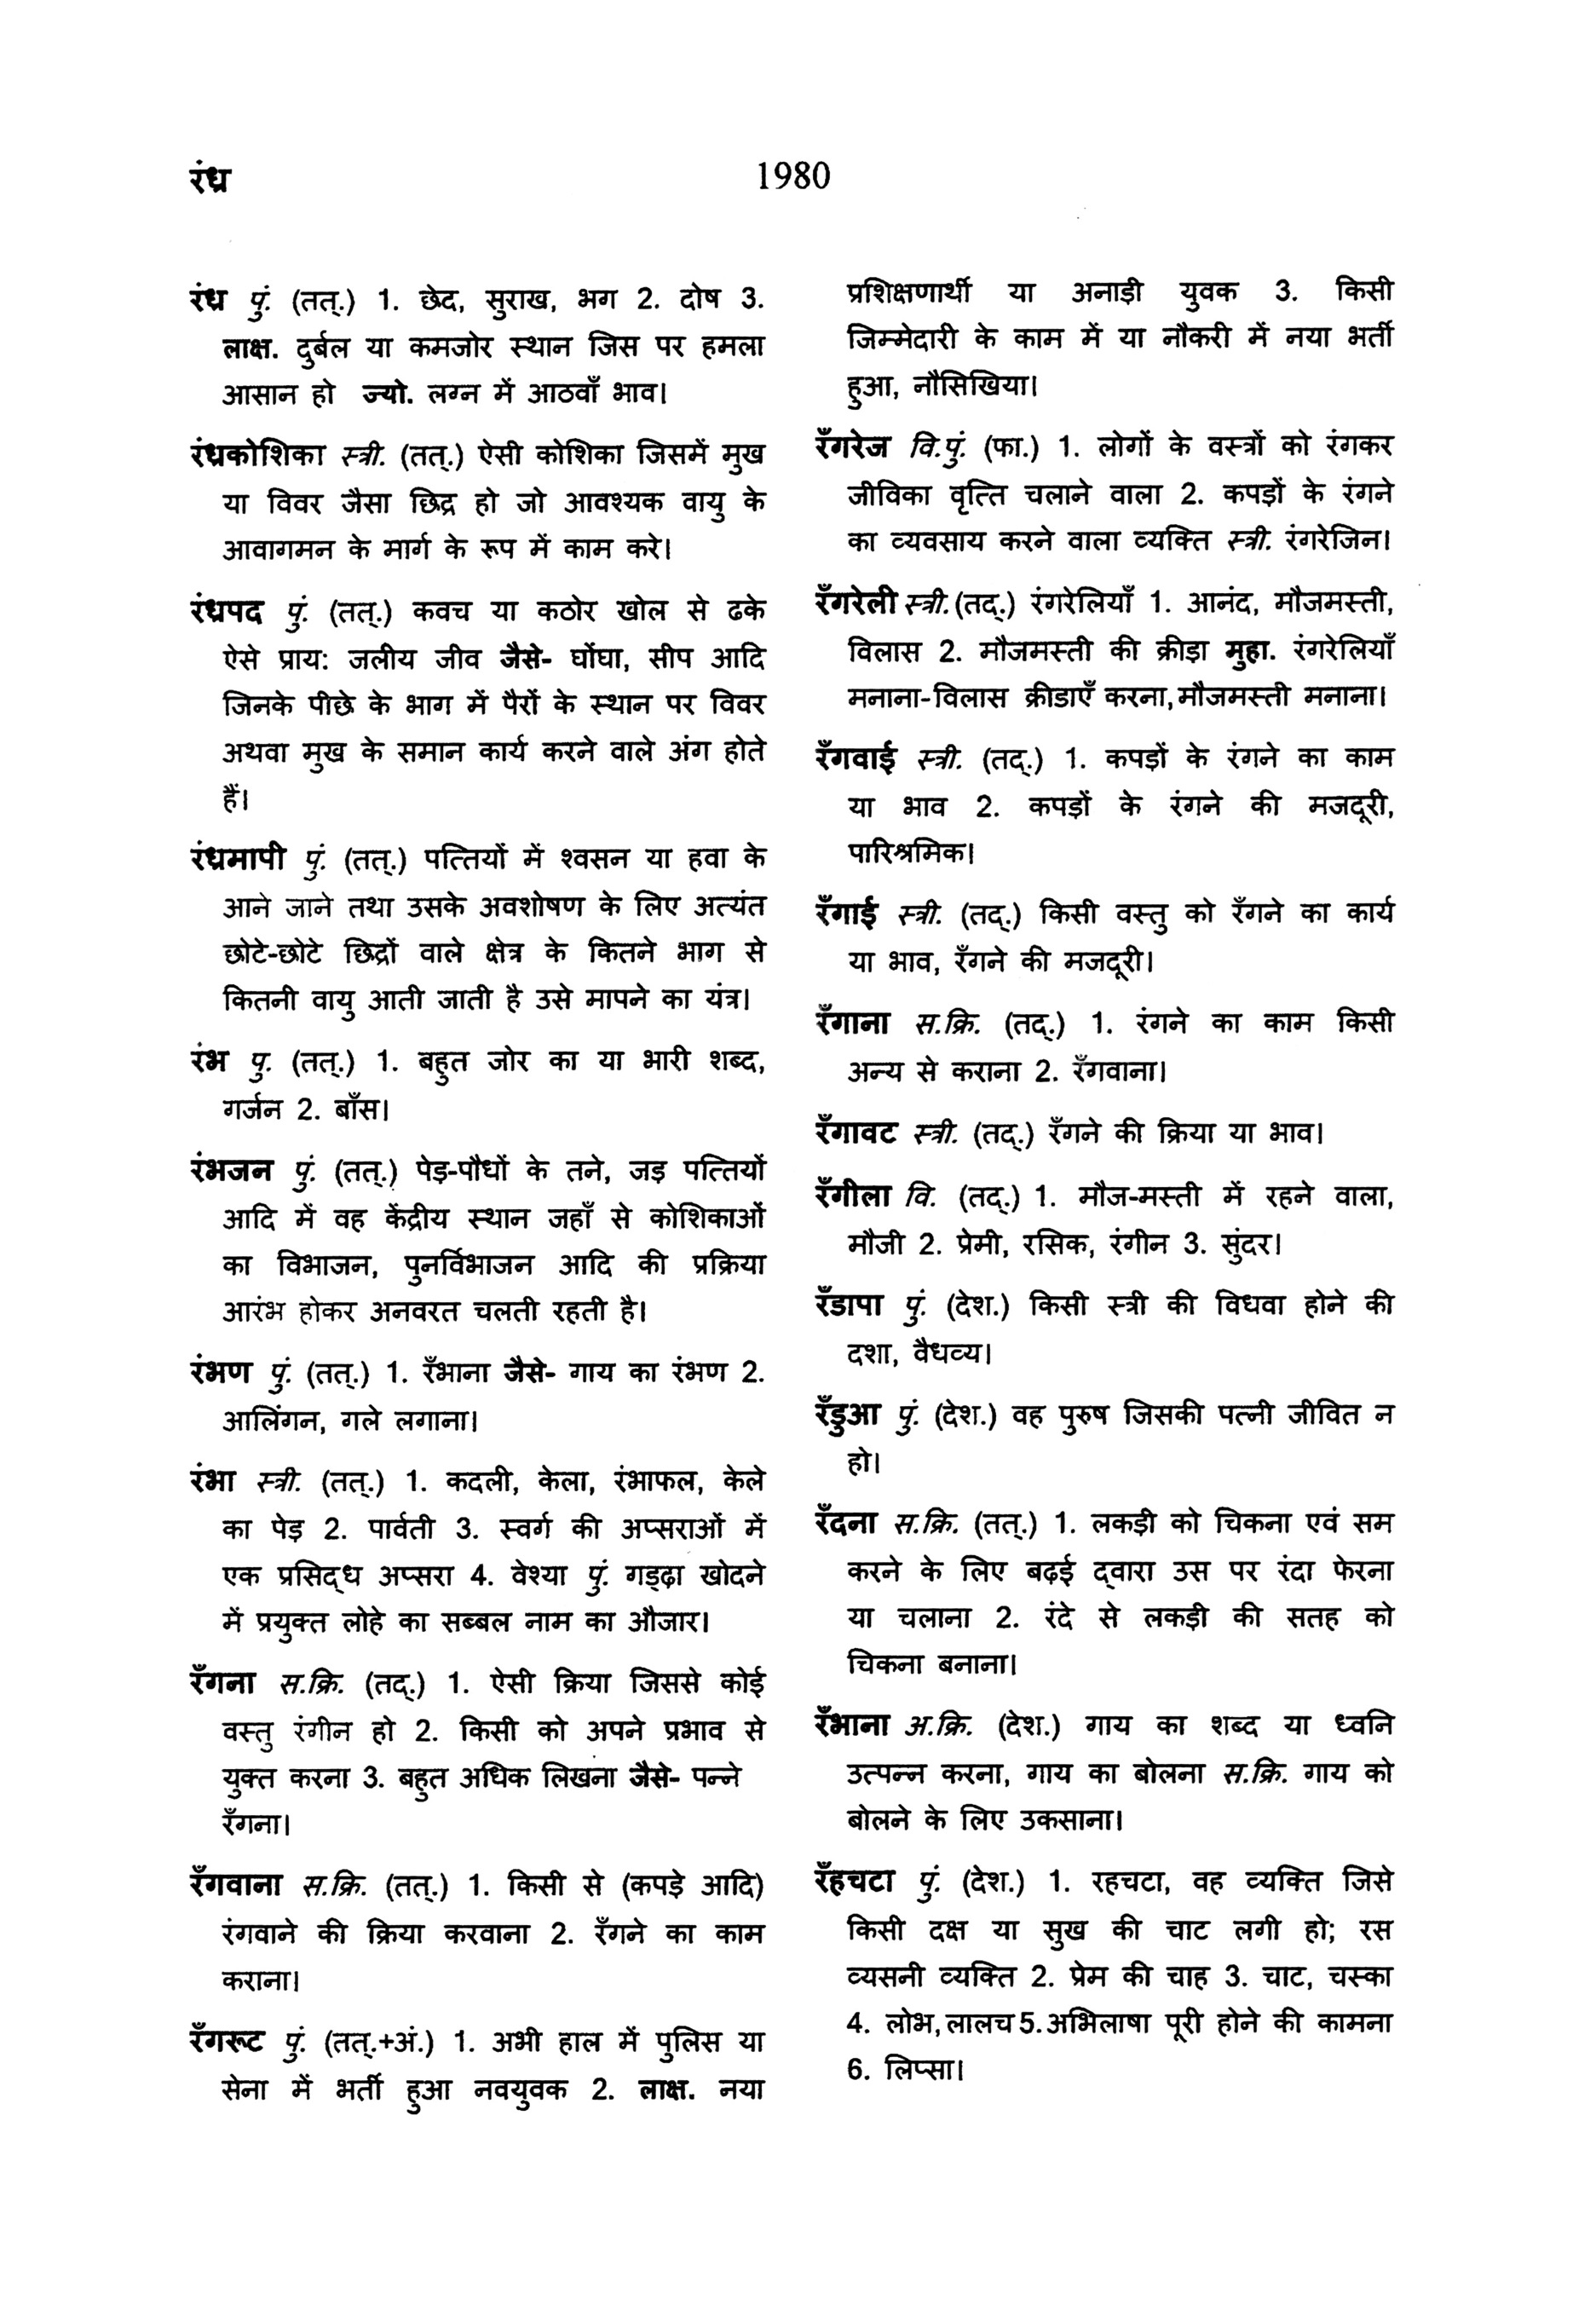 रंध्र
1980
रंध्र पुं. (तत्.) 1. छेद, सुराख, भग 2. दोष 3.
लाक्ष. दुर्बल या कमजोर स्थान जिस पर हमला
आसान हो ज्यो. लग्न में आठवाँ भाव।
रंध्रकोशिका स्त्री. (तत्.) ऐसी कोशिका जिसमें मुख
या विवर जैसा छिद्र हो जो आवश्यक वायु के
आवागमन के मार्ग के रूप में काम करे।
रंध्रपद पुं. (तत्.) कवच या कठोर खोल से ढके
ऐसे प्राय: जलीय जीव जैसे- घोंघा, सीप आदि
जिनके पीछे के भाग में पैरों के स्थान पर विवर
अथवा मुख के समान कार्य करने वाले अंग होते
हैं।
रंध्रमापी पुं. (तत्.) पत्तियों में श्वसन या हवा के
आने जाने तथा उसके अवशोषण के लिए अत्यंत
छोटे-छोटे छिद्रों वाले क्षेत्र के कितने भाग से
कितनी वायु आती जाती है उसे मापने का यंत्र।
रंभ पु. (तत्.) 1. बहुत जोर का या भारी शब्द,
गर्जन 2. बाँस।
रंभजन पुं. (तत्.) पेड़-पौधों के तने, जड़ पत्तियों
आदि में वह केंद्रीय स्थान जहाँ से कोशिकाओं
का विभाजन, पुनर्विभाजन आदि की प्रक्रिया
आरंभ होकर अनवरत चलती रहती है।
रंभण पुं. (तत्.) 1. रँभाना जैसे- गाय का रंभण 2.
आलिंगन, गले लगाना।
रंभा स्त्री. (तत्.) 1. कदली, केला, रंभाफल, केले
का पेड़ 2. पार्वती 3. स्वर्ग की अप्सराओं में
एक प्रसिद्ध अप्सरा 4. वेश्या पुं. गड्ढ़ा खोदने
में प्रयुक्त लोहे का सब्बल नाम का औजार।
रँगना स.क्रि. (तद्.) 1. ऐसी क्रिया जिससे कोई
वस्तु रंगीन हो 2. किसी को अपने प्रभाव से
युक्त करना 3. बहुत अधिक लिखना जैसे- पन्ने
रँगना।
रँगवाना स.क्रि. (तत्.) 1. किसी से (कपड़े आदि)
रंगवाने की क्रिया करवाना 2. रँगने का काम
कराना।
रँगरूट पुं. (तत्.+अं.) 1. अभी हाल में पुलिस या
सेना में भर्ती हुआ नवयुवक 2. लाक्ष. नया
प्रशिक्षणार्थी या अनाड़ी युवक 3. किसी
जिम्मेदारी के काम में या नौकरी में नया भर्ती
हुआ, नौसिखिया।
रँगरेज वि.पुं. (फा.) 1. लोगों के वस्त्रों को रंगकर
जीविका वृत्ति चलाने वाला 2. कपड़ों के रंगने
का व्यवसाय करने वाला व्यक्ति स्त्री. रंगरेजिन।
रँगरेली स्त्री. (तद्.) रंगरेलियाँ 1. आनंद, मौजमस्ती,
विलास 2. मौजमस्ती की क्रीड़ा मुहा. रंगरेलियाँ
मनाना-विलास क्रीडाएँ करना, मौजमस्ती मनाना।
रँगवाई स्त्री. (तद्.) 1. कपड़ों के रंगने का काम
या भाव 2. कपड़ों के रंगने की मजदूरी,
पारिश्रमिक।
रँगाई स्त्री. (तद्.) किसी वस्तु को रँगने का कार्य
या भाव, रँगने की मजदूरी।
रँगाना स.क्रि. (तद्.) 1. रंगने का काम किसी
अन्य से कराना 2. रँगवाना।
रँगावट स्त्री. (तद्.) रँगने की क्रिया या भाव।
रँगीला वि. (तद्.) 1. मौज-मस्ती में रहने वाला,
मौजी 2. प्रेमी, रसिक, रंगीन 3. सुंदर।
रँडापा पुं. (देश.) किसी स्त्री की विधवा होने की
दशा, वैधव्य।
रँडुआ पुं. (देश.) वह पुरुष जिसकी पत्नी जीवित न
हो।
रँदना स.क्रि. (तत्.) 1. लकड़ी को चिकना एवं सम
करने के लिए बढ़ई द्वारा उस पर रंदा फेरना
या चलाना 2. रंदे से लकड़ी की सतह को
चिकना बनाना।
रँभाना अ.क्रि. (देश.) गाय का शब्द या ध्वनि
उत्पन्न करना, गाय का बोलना स.क्रि. गाय को
बोलने के लिए उकसाना।
रँहचटा पुं. (देश.) 1. रहचटा, वह व्यक्ति जिसे
किसी दक्ष या सुख की चाट लगी हो; रस
व्यसनी व्यक्ति 2. प्रेम की चाह 3. चाट, चस्का
4. लोभ, लालच 5. अभिलाषा पूरी होने की कामना
6. लिप्सा।